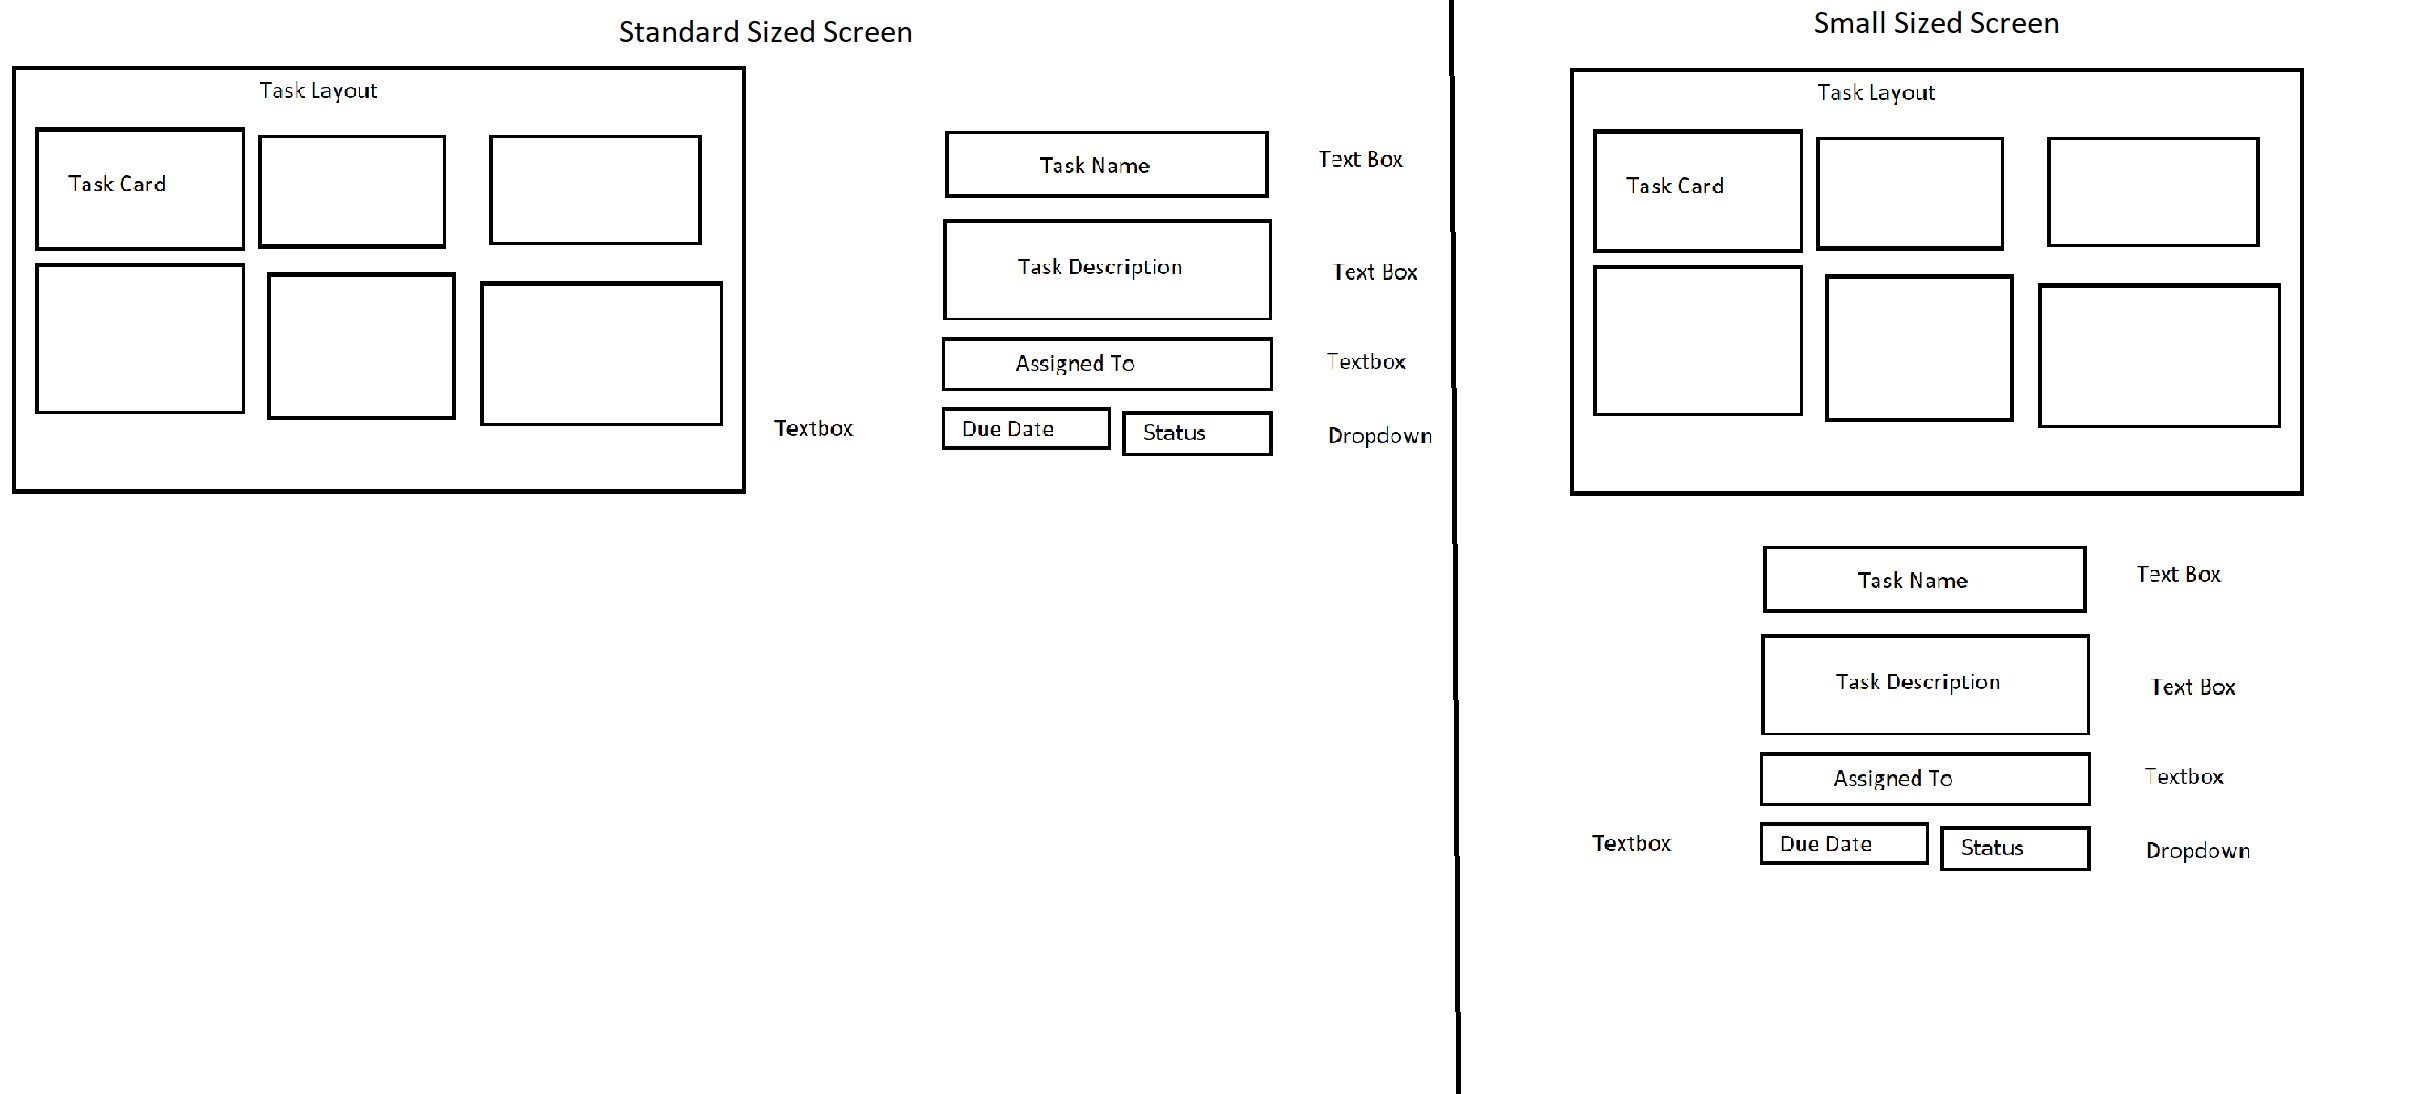 Standard Sized Screen
Task Layout
Task Card
Task Name
Text Box
Task Description
Text Box
Assigned To
Textbox
Textbox
Due Date
Status
Dropdown
Small Sized Screen
Task Layout
Task Card
Task Name
Text Box
Task Description
Text Box
Assigned To
Textbox
Textbox
Due Date
Status
Dropdown